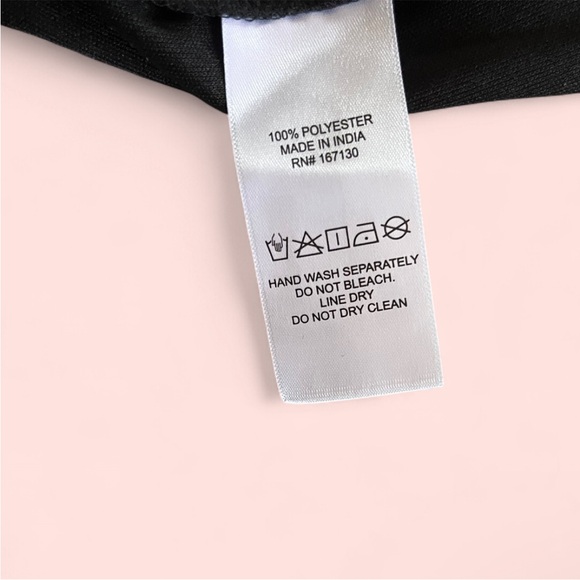 100% POLYESTER
MADE IN INDIA
RN# 167130
HAND WASH SEPARATELY
DO NOT BLEACH.
LINE DRY
DO NOT DRY CLEAN